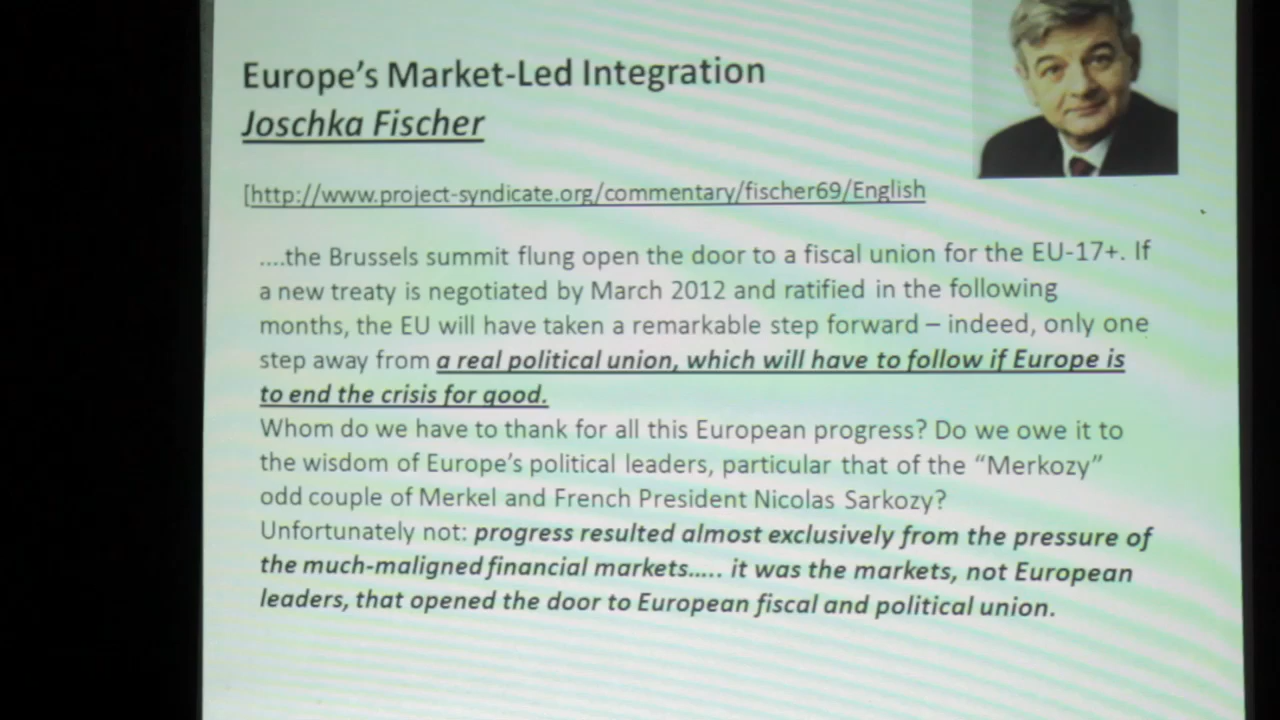 Europe's Market-Led Integration
Joschka Fischer
[http://www.project-syndicate.org/commentary/fischer69/English
....the Brussels summit flung open the door to a fiscal union for the EU-17+. If
a new treaty is negotiated by March 2012 and ratified in the following
months, the EU will have taken a remarkable step forward – indeed, only one
step away from a real political union, which will have to follow if Europe is
to end the crisis for good.
Whom do we have to thank for all this European progress? Do we owe it to
the wisdom of Europe's political leaders, particular that of the “Merkozy”
odd couple of Merkel and French President Nicolas Sarkozy?
Unfortunately not: progress resulted almost exclusively from the pressure of
the much-maligned financial markets..... it was the markets, not European
leaders, that opened the door to European fiscal and political union.